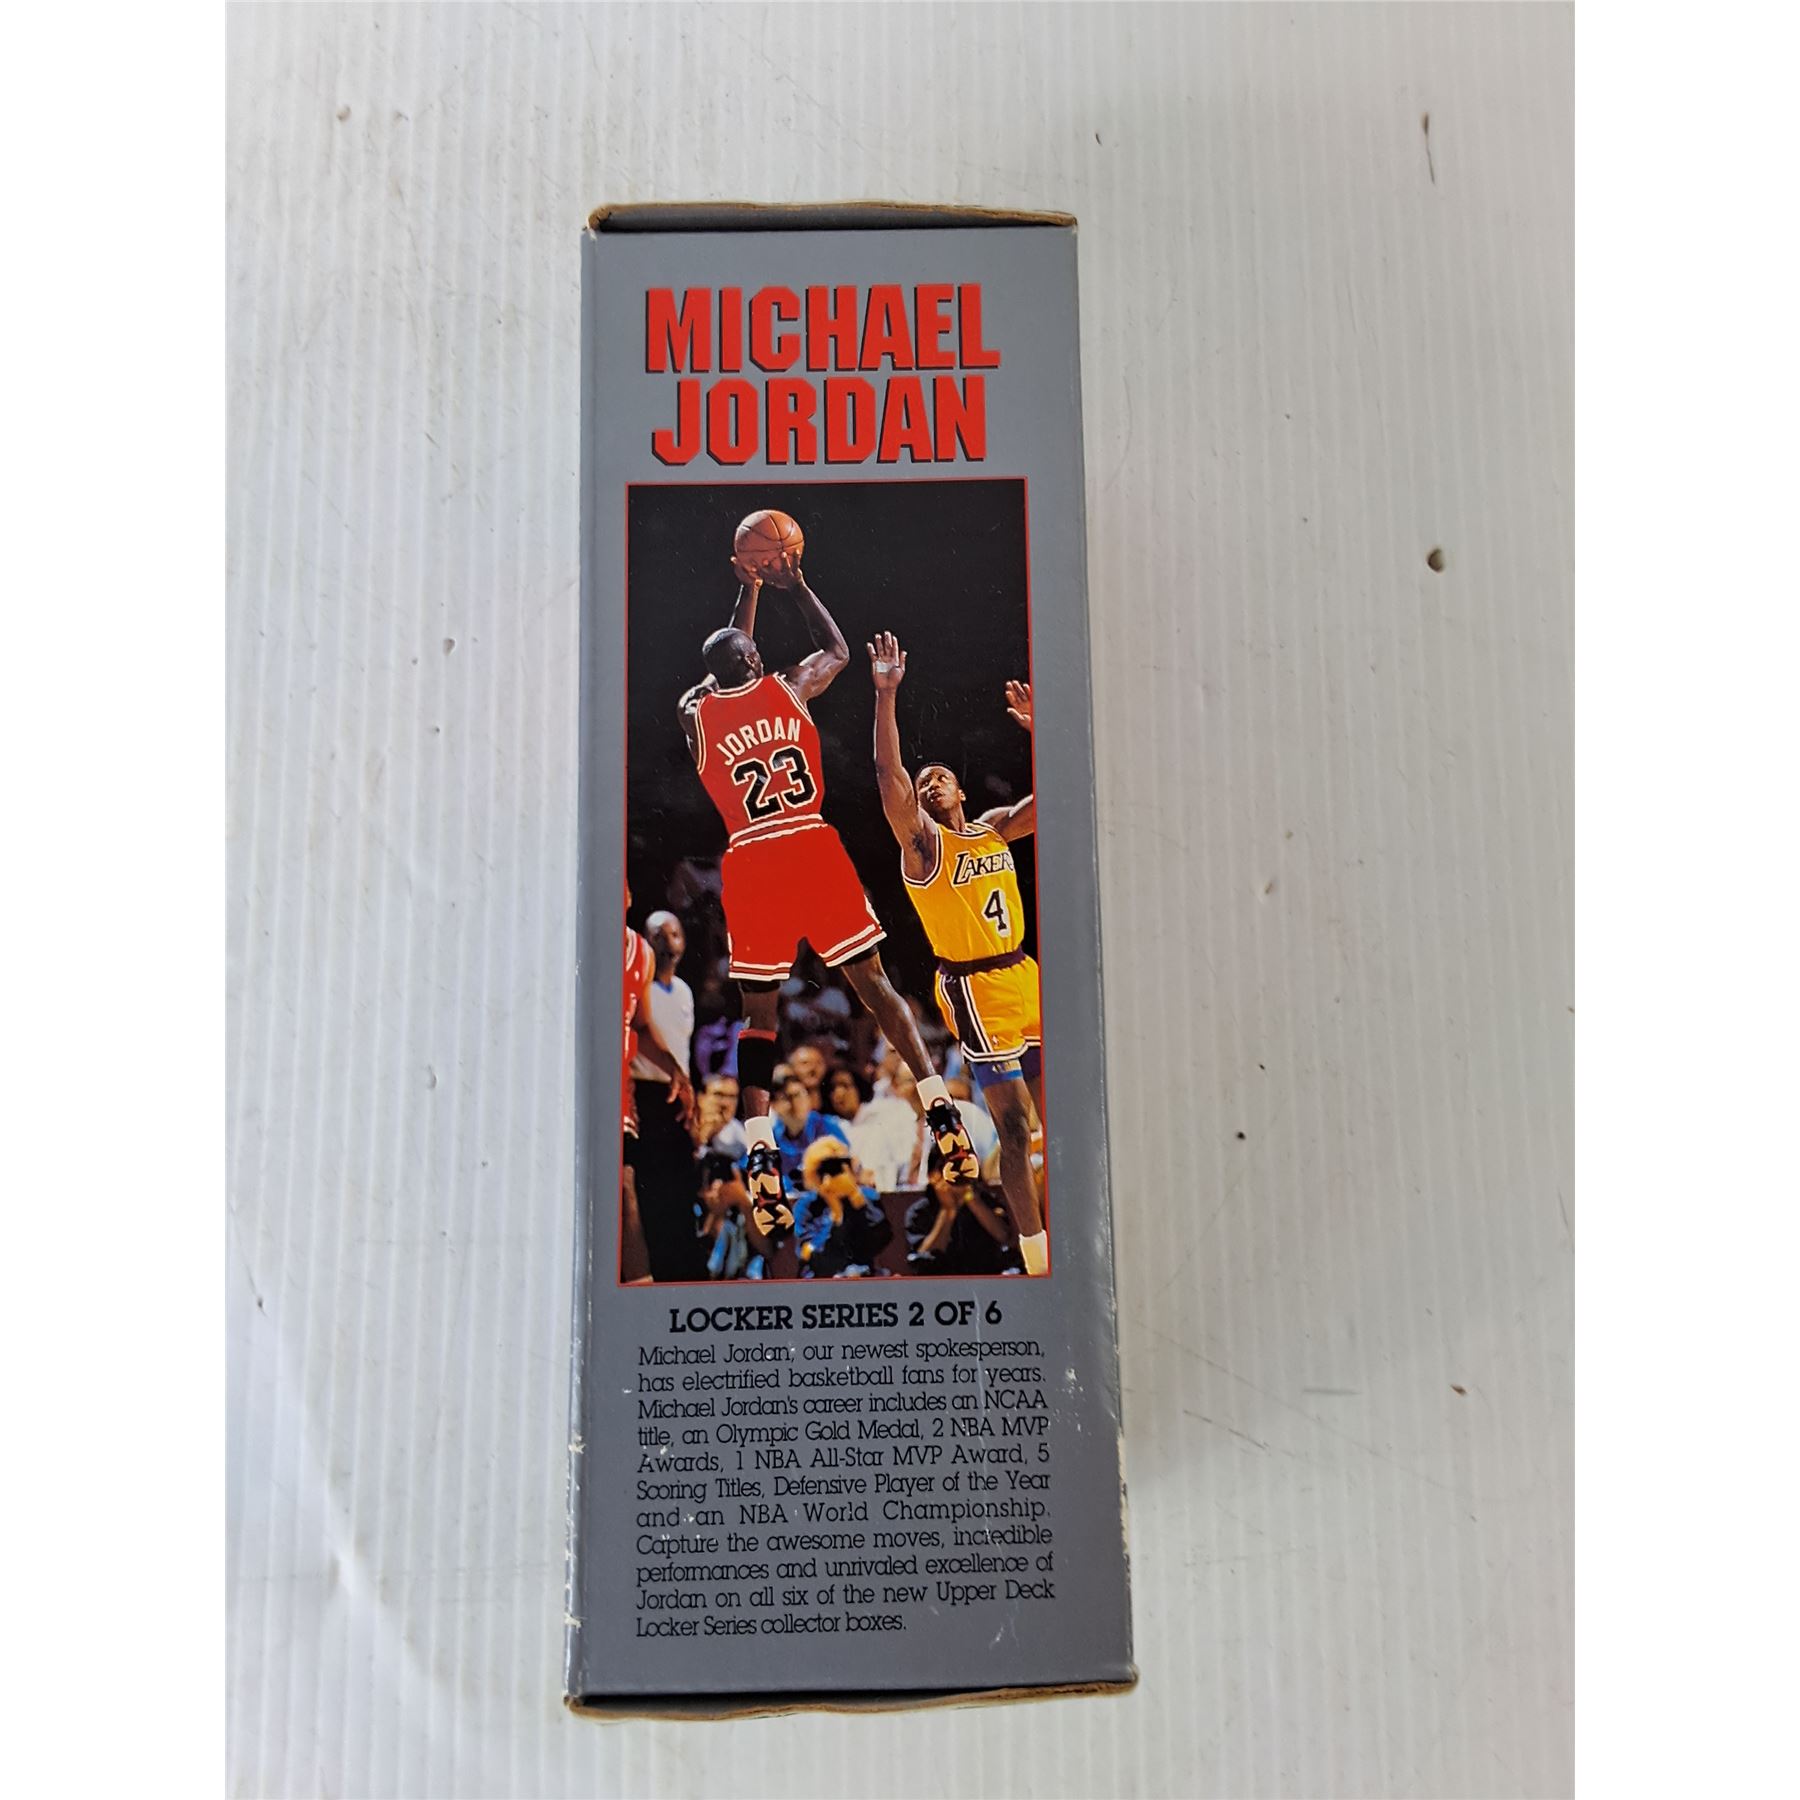 MICHAEL
JORDAN
JORDAN
23
LAKER
4
LOCKER SERIES 2 OF 6
Michael Jordan, our newest spokesperson,
has electrified basketball fans for years.
Michael Jordan's career includes an NCAA
title, an Olympic Gold Medal, 2 NBA MVP
Awards, 1 NBA All-Star MVP Award, 5
Scoring Titles, Defensive Player of the Year
and an NBA World Championship.
Capture the awesome moves, incredible
performances and unrivaled excellence of
Jordan on all six of the new Upper Deck
Locker Series collector boxes.